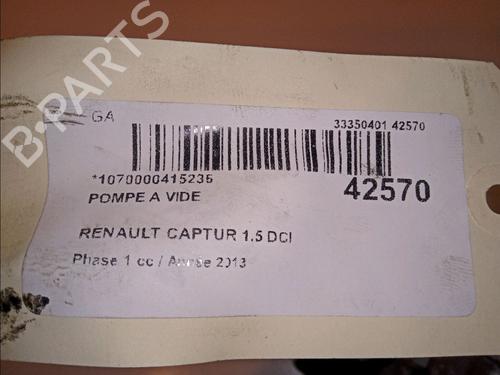 B-PARTS
GA
33350401 42570
*1070000415235
42570
POMPE A VIDE
RENAULT CAPTUR 1.5 DCI
Phase 1 cc / Année 2013